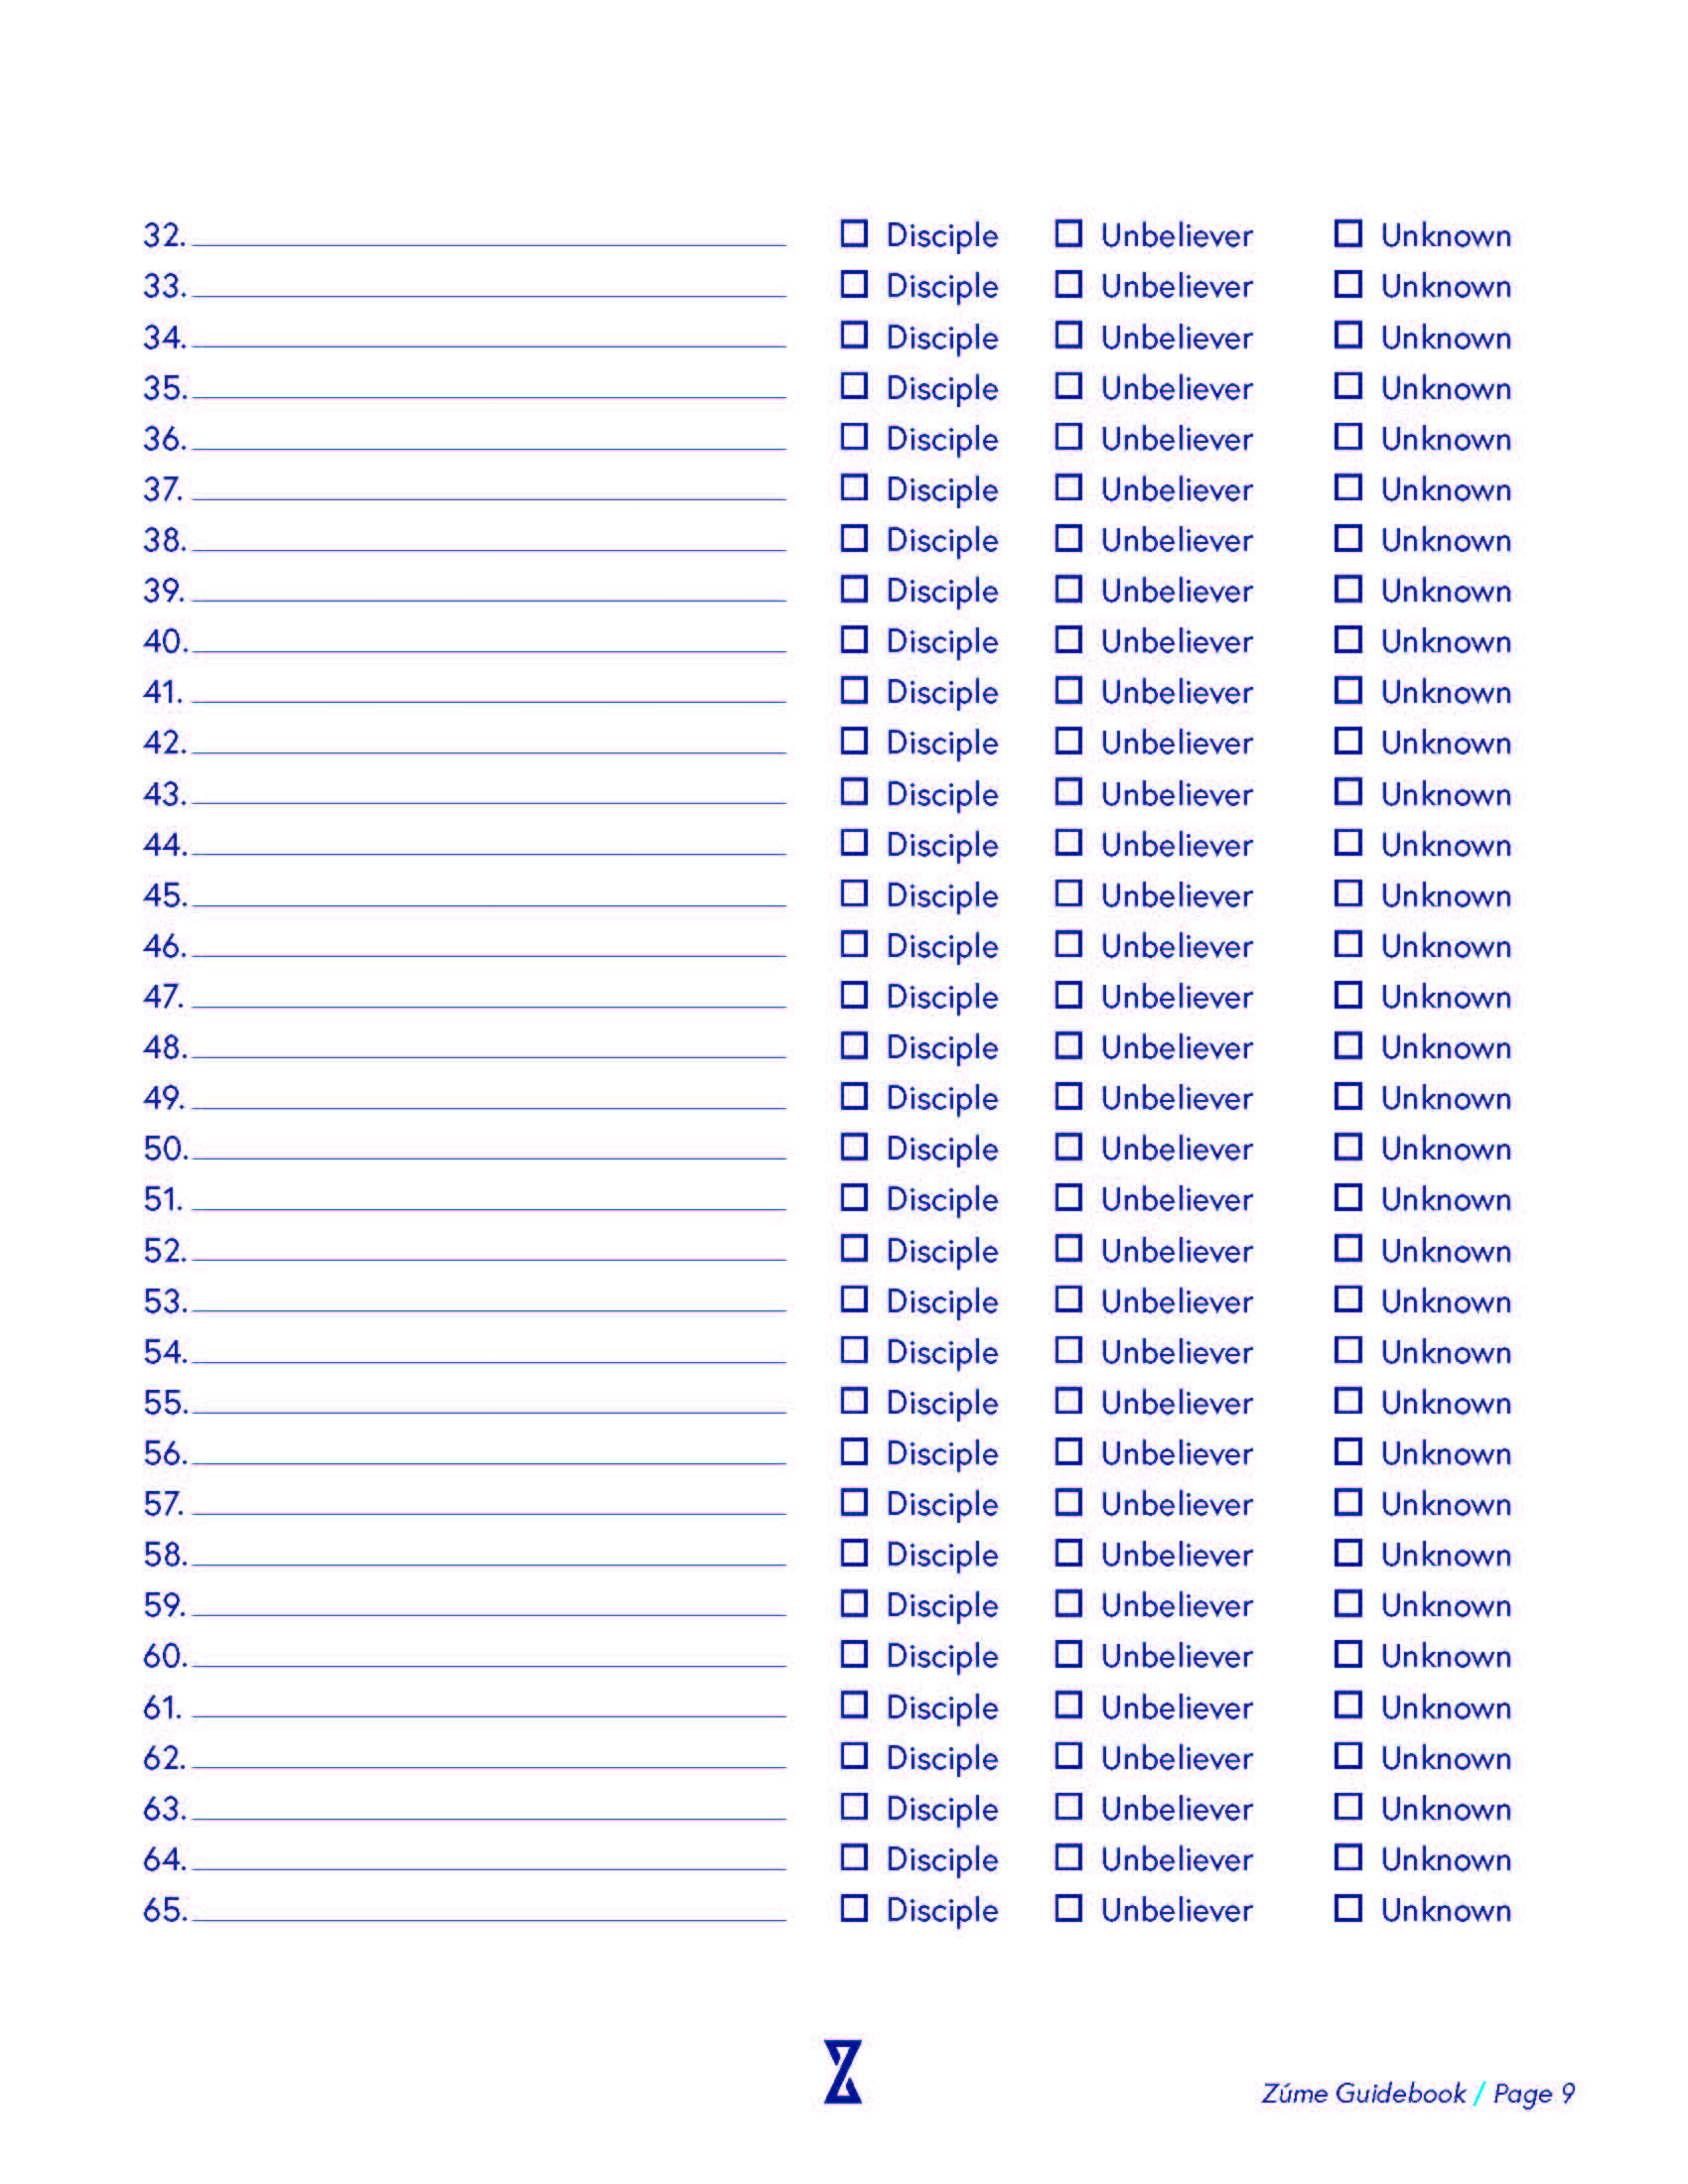 32. ☐ Disciple ☐ Unbeliever ☐ Unknown
33. ☐ Disciple ☐ Unbeliever ☐ Unknown
34. ☐ Disciple ☐ Unbeliever ☐ Unknown
35. ☐ Disciple ☐ Unbeliever ☐ Unknown
36. ☐ Disciple ☐ Unbeliever ☐ Unknown
37. ☐ Disciple ☐ Unbeliever ☐ Unknown
38. ☐ Disciple ☐ Unbeliever ☐ Unknown
39. ☐ Disciple ☐ Unbeliever ☐ Unknown
40. ☐ Disciple ☐ Unbeliever ☐ Unknown
41. ☐ Disciple ☐ Unbeliever ☐ Unknown
42. ☐ Disciple ☐ Unbeliever ☐ Unknown
43. ☐ Disciple ☐ Unbeliever ☐ Unknown
44. ☐ Disciple ☐ Unbeliever ☐ Unknown
45. ☐ Disciple ☐ Unbeliever ☐ Unknown
46. ☐ Disciple ☐ Unbeliever ☐ Unknown
47. ☐ Disciple ☐ Unbeliever ☐ Unknown
48. ☐ Disciple ☐ Unbeliever ☐ Unknown
49. ☐ Disciple ☐ Unbeliever ☐ Unknown
50. ☐ Disciple ☐ Unbeliever ☐ Unknown
51. ☐ Disciple ☐ Unbeliever ☐ Unknown
52. ☐ Disciple ☐ Unbeliever ☐ Unknown
53. ☐ Disciple ☐ Unbeliever ☐ Unknown
54. ☐ Disciple ☐ Unbeliever ☐ Unknown
55. ☐ Disciple ☐ Unbeliever ☐ Unknown
56. ☐ Disciple ☐ Unbeliever ☐ Unknown
57. ☐ Disciple ☐ Unbeliever ☐ Unknown
58. ☐ Disciple ☐ Unbeliever ☐ Unknown
59. ☐ Disciple ☐ Unbeliever ☐ Unknown
60. ☐ Disciple ☐ Unbeliever ☐ Unknown
61. ☐ Disciple ☐ Unbeliever ☐ Unknown
62. ☐ Disciple ☐ Unbeliever ☐ Unknown
63. ☐ Disciple ☐ Unbeliever ☐ Unknown
64. ☐ Disciple ☐ Unbeliever ☐ Unknown
65. ☐ Disciple ☐ Unbeliever ☐ Unknown
Zúme Guidebook / Page 9